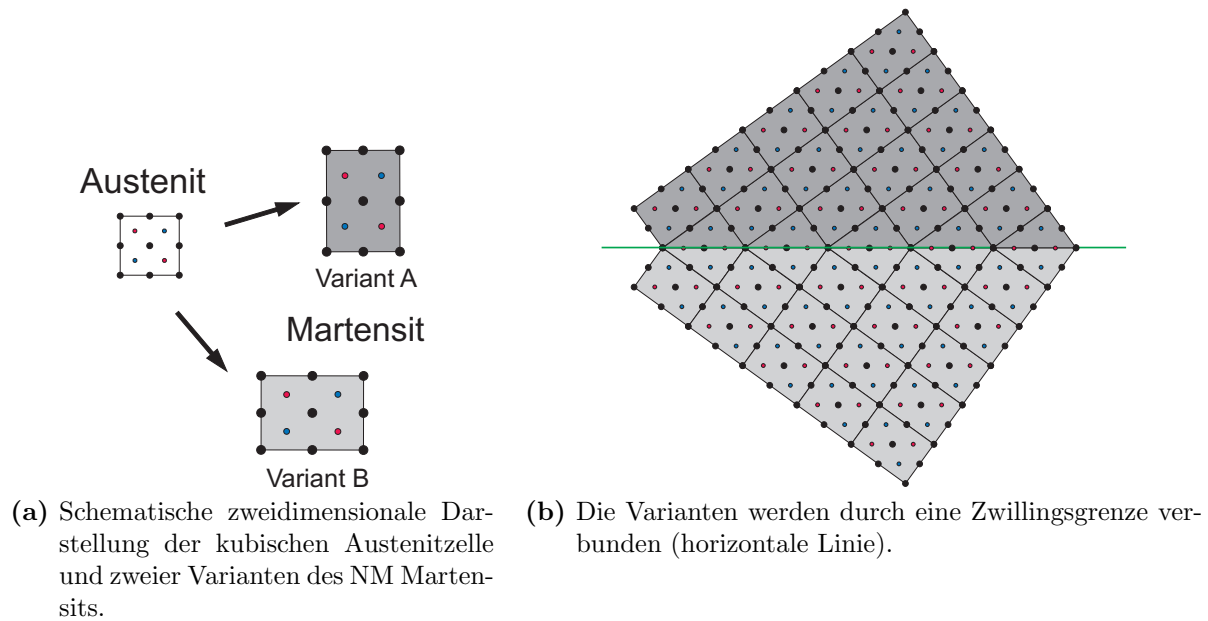 Austenit
Variant A
Martensit
Variant B
(a) Schematische zweidimensionale Dar-
stellung der kubischen Austenitzelle
und zweier Varianten des NM Marten-
sits.
(b) Die Varianten werden durch eine Zwillingsgrenze ver-
bunden (horizontale Linie).